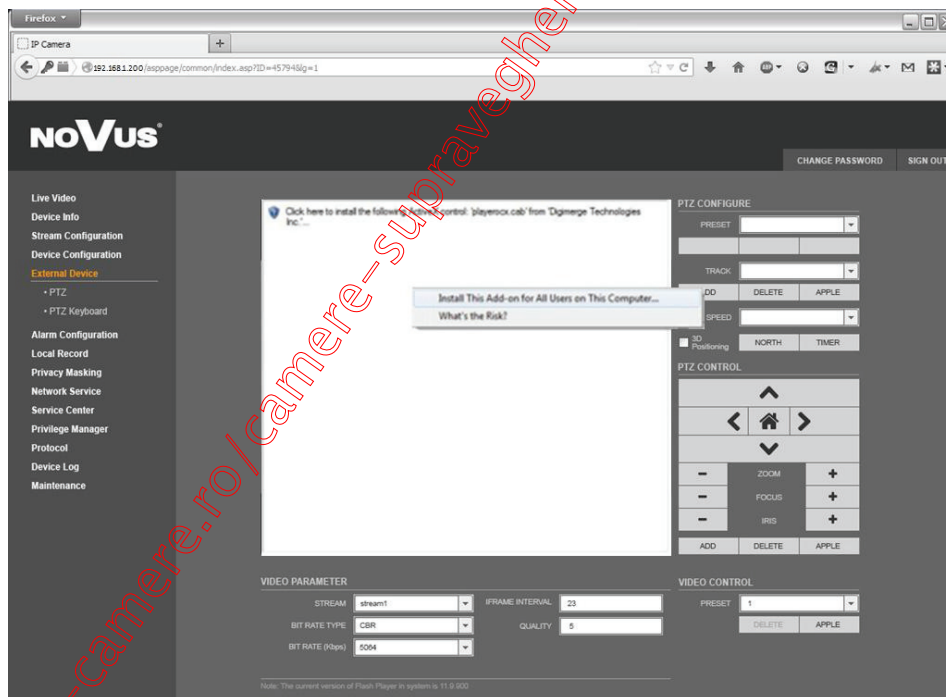 Firefox
IP Camera
192.168.1.200/asppage/common/index.asp?ID=45794&lg=1
NOVUS®
CHANGE PASSWORD SIGN OUT
Live Video
Device Info
Stream Configuration
Device Configuration
External Device
• PTZ
• PTZ Keyboard
Alarm Configuration
Local Record
Privacy Masking
Network Service
Service Center
Privilege Manager
Protocol
Device Log
Maintenance
Click here to install the following ActiveX control: 'playerocx.cab' from 'Digimerge Technologies
Inc.'...
Install This Add-on for All Users on This Computer...
What's the Risk?
PTZ CONFIGURE
PRESET
TRACK
DD DELETE APPLE
SPEED
3D
Positioning
NORTH TIMER
PTZ CONTROL
ZOOM
FOCUS
IRIS
ADD DELETE APPLE
VIDEO PARAMETER
STREAM stream1 IFRAME INTERVAL 23
BIT RATE TYPE CBR QUALITY 5
BIT RATE (Kbps) 5064
VIDEO CONTROL
PRESET 1
DELETE APPLE
Note: The current version of Flash Player in system is 11.9.900
-camere.ro/camere-supraveghe